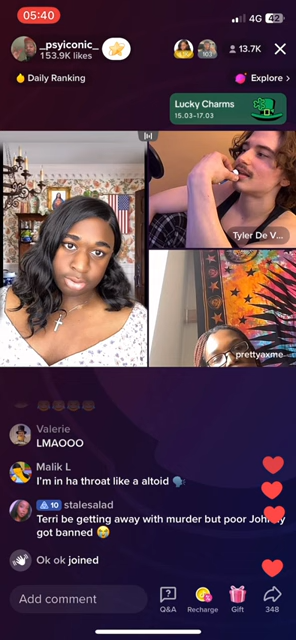 05:40
4G 42
_psyiconic_
153.9K likes
13.7K
Daily Ranking
Explore >
Lucky Charms
15.03-17.03
Tyler De V...
prettyaxme
Valerie
LMAOOO
Malik L
I'm in ha throat like a altoid 🗣️
10 stalesalad
Terri be getting away with murder but poor Johnny
got banned 😭
Ok ok joined
Add comment
Q&A
Recharge
Gift
348